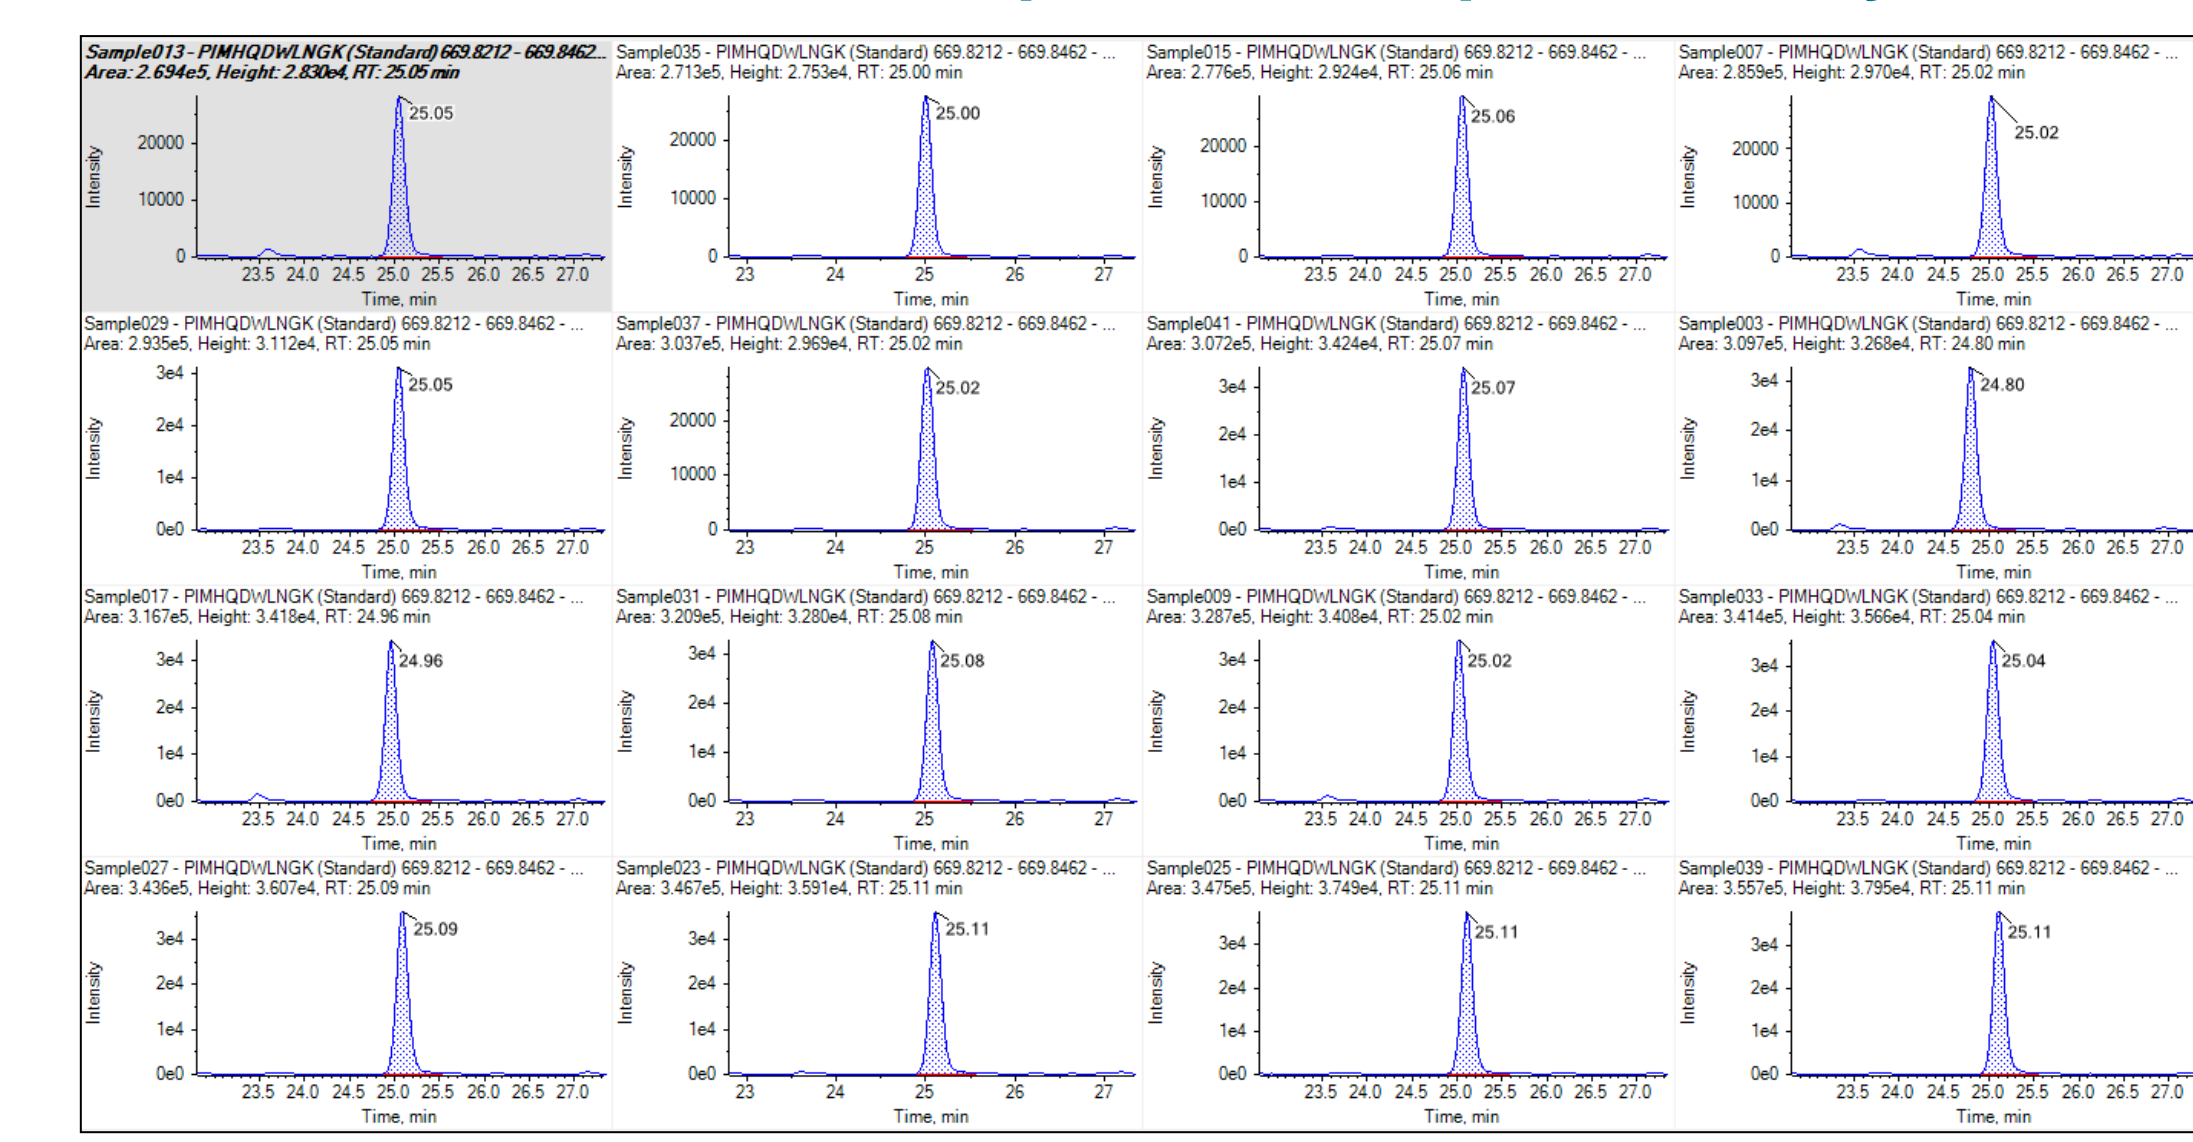 Sample013 - PIMHQDWLNGK (Standard) 669.8212 - 669.8462...
Area: 2.694e5, Height: 2.830e4, RT: 25.05 min
25.05
Intensity
20000
10000
0
23.5 24.0 24.5 25.0 25.5 26.0 26.5 27.0
Time, min
Sample035 - PIMHQDWLNGK (Standard) 669.8212 - 669.8462 - ...
Area: 2.713e5, Height: 2.753e4, RT: 25.00 min
25.00
Intensity
20000
10000
0
23 24 25 26 27
Time, min
Sample015 - PIMHQDWLNGK (Standard) 669.8212 - 669.8462 - ...
Area: 2.776e5, Height: 2.924e4, RT: 25.06 min
25.06
Intensity
20000
10000
0
23.5 24.0 24.5 25.0 25.5 26.0 26.5 27.0
Time, min
Sample007 - PIMHQDWLNGK (Standard) 669.8212 - 669.8462 - ...
Area: 2.859e5, Height: 2.970e4, RT: 25.02 min
25.02
Intensity
20000
10000
0
23.5 24.0 24.5 25.0 25.5 26.0 26.5 27.0
Time, min
Sample029 - PIMHQDWLNGK (Standard) 669.8212 - 669.8462 - ...
Area: 2.935e5, Height: 3.112e4, RT: 25.05 min
25.05
Intensity
3e4
2e4
1e4
0e0
23.5 24.0 24.5 25.0 25.5 26.0 26.5 27.0
Time, min
Sample037 - PIMHQDWLNGK (Standard) 669.8212 - 669.8462 - ...
Area: 3.037e5, Height: 2.969e4, RT: 25.02 min
25.02
Intensity
20000
10000
0
23 24 25 26 27
Time, min
Sample041 - PIMHQDWLNGK (Standard) 669.8212 - 669.8462 - ...
Area: 3.072e5, Height: 3.424e4, RT: 25.07 min
25.07
Intensity
3e4
2e4
1e4
0e0
23.5 24.0 24.5 25.0 25.5 26.0 26.5 27.0
Time, min
Sample003 - PIMHQDWLNGK (Standard) 669.8212 - 669.8462 - ...
Area: 3.097e5, Height: 3.268e4, RT: 24.80 min
24.80
Intensity
3e4
2e4
1e4
0e0
23.5 24.0 24.5 25.0 25.5 26.0 26.5 27.0
Time, min
Sample017 - PIMHQDWLNGK (Standard) 669.8212 - 669.8462 - ...
Area: 3.167e5, Height: 3.418e4, RT: 24.96 min
24.96
Intensity
3e4
2e4
1e4
0e0
23.5 24.0 24.5 25.0 25.5 26.0 26.5 27.0
Time, min
Sample031 - PIMHQDWLNGK (Standard) 669.8212 - 669.8462 - ...
Area: 3.209e5, Height: 3.280e4, RT: 25.08 min
25.08
Intensity
3e4
2e4
1e4
0e0
23 24 25 26 27
Time, min
Sample009 - PIMHQDWLNGK (Standard) 669.8212 - 669.8462 - ...
Area: 3.287e5, Height: 3.408e4, RT: 25.02 min
25.02
Intensity
3e4
2e4
1e4
0e0
23.5 24.0 24.5 25.0 25.5 26.0 26.5 27.0
Time, min
Sample033 - PIMHQDWLNGK (Standard) 669.8212 - 669.8462 - ...
Area: 3.414e5, Height: 3.566e4, RT: 25.04 min
25.04
Intensity
3e4
2e4
1e4
0e0
23.5 24.0 24.5 25.0 25.5 26.0 26.5 27.0
Time, min
Sample027 - PIMHQDWLNGK (Standard) 669.8212 - 669.8462 - ...
Area: 3.436e5, Height: 3.607e4, RT: 25.09 min
25.09
Intensity
3e4
2e4
1e4
0e0
23.5 24.0 24.5 25.0 25.5 26.0 26.5 27.0
Time, min
Sample023 - PIMHQDWLNGK (Standard) 669.8212 - 669.8462 - ...
Area: 3.467e5, Height: 3.591e4, RT: 25.11 min
25.11
Intensity
3e4
2e4
1e4
0e0
23 24 25 26 27
Time, min
Sample025 - PIMHQDWLNGK (Standard) 669.8212 - 669.8462 - ...
Area: 3.475e5, Height: 3.749e4, RT: 25.11 min
25.11
Intensity
3e4
2e4
1e4
0e0
23.5 24.0 24.5 25.0 25.5 26.0 26.5 27.0
Time, min
Sample039 - PIMHQDWLNGK (Standard) 669.8212 - 669.8462 - ...
Area: 3.557e5, Height: 3.795e4, RT: 25.11 min
25.11
Intensity
3e4
2e4
1e4
0e0
23.5 24.0 24.5 25.0 25.5 26.0 26.5 27.0
Time, min